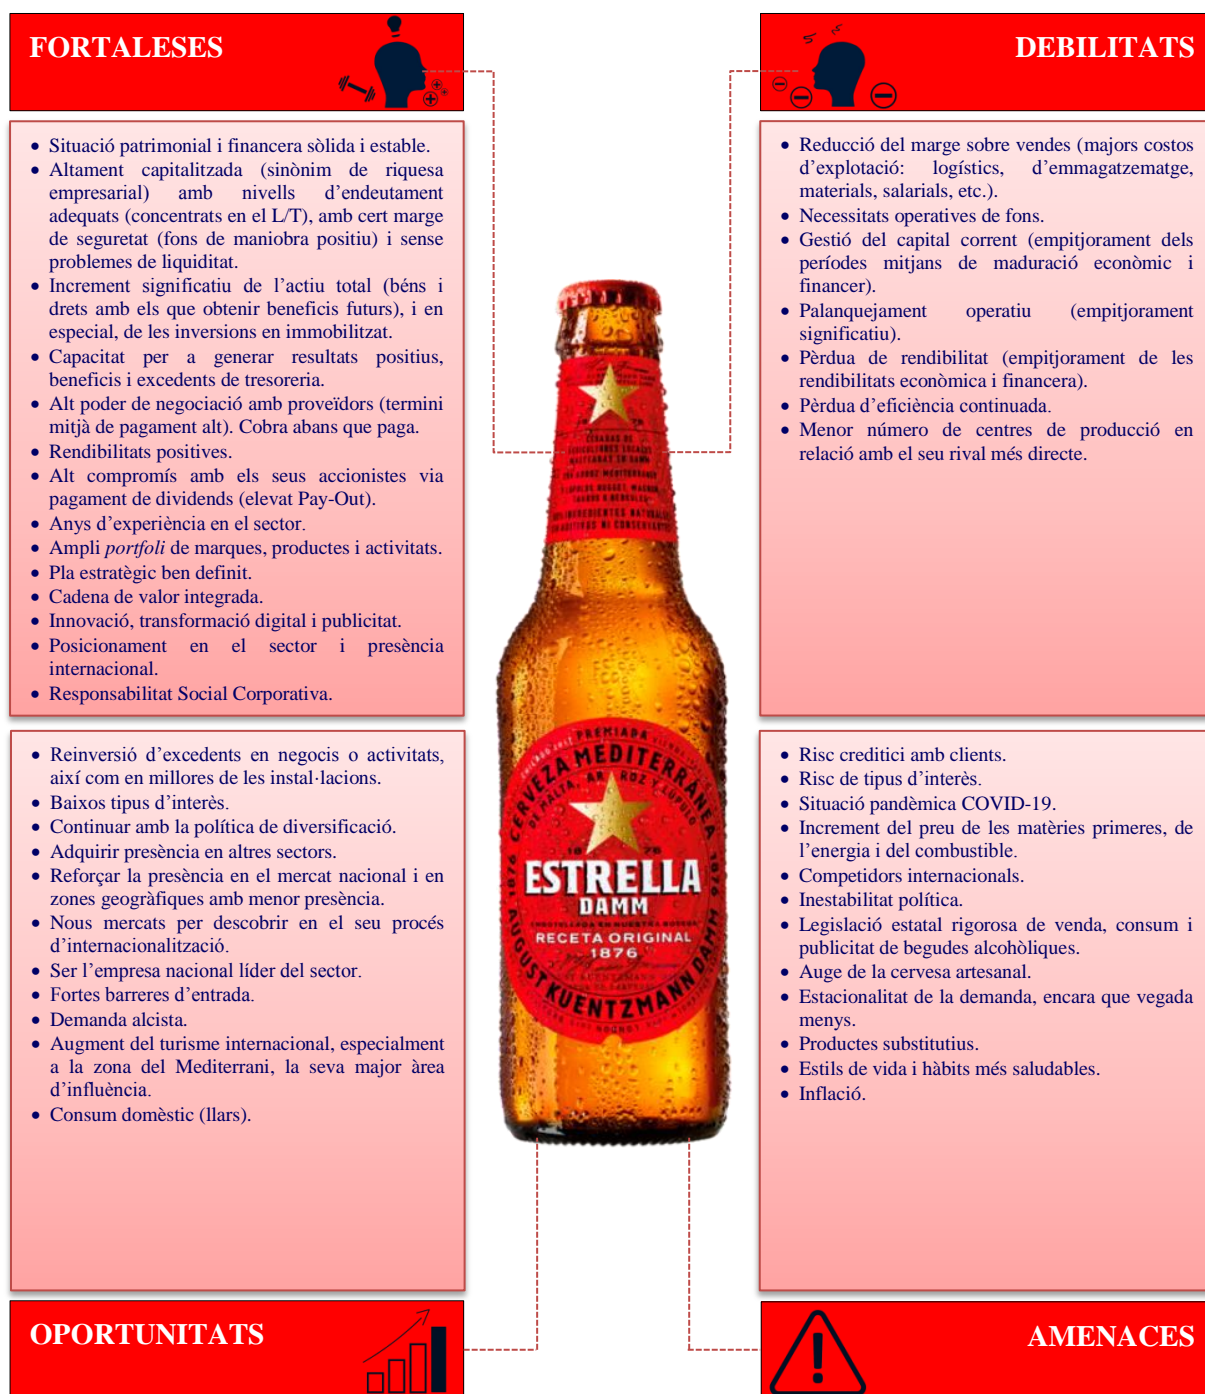 FORTALESES
• Situació patrimonial i financera sòlida i estable.
• Altament capitalitzada (sinònim de riquesa
empresarial) amb nivells d'endeutament
adequats (concentrats en el L/T), amb cert marge
de seguretat (fons de maniobra positiu) i sense
problemes de liquiditat.
• Increment significatiu de l'actiu total (béns i
drets amb els que obtenir beneficis futurs), i en
especial, de les inversions en immobilitzat.
• Capacitat per a generar resultats positius,
beneficis i excedents de tresoreria.
• Alt poder de negociació amb proveïdors (termini
mitjà de pagament alt). Cobra abans que paga.
• Rendibilitats positives.
• Alt compromís amb els seus accionistes via
pagament de dividends (elevat Pay-Out).
• Anys d'experiència en el sector.
• Ampli portfoli de marques, productes i activitats.
• Pla estratègic ben definit.
• Cadena de valor integrada.
• Innovació, transformació digital i publicitat.
• Posicionament en el sector i presència
internacional.
• Responsabilitat Social Corporativa.
DEBILITATS
• Reducció del marge sobre vendes (majors costos
d'explotació: logístics, d'emmagatzematge,
materials, salarials, etc.).
• Necessitats operatives de fons.
• Gestió del capital corrent (empitjorament dels
períodes mitjans de maduració econòmic i
financer).
• Palanquejament operatiu (empitjorament
significatiu).
• Pèrdua de rendibilitat (empitjorament de les
rendibilitats econòmica i financera).
• Pèrdua d'eficiència continuada.
• Menor número de centres de producció en
relació amb el seu rival més directe.
• Reinversió d'excedents en negocis o activitats,
així com en millores de les instal·lacions.
• Baixos tipus d'interès.
• Continuar amb la política de diversificació.
• Adquirir presència en altres sectors.
• Reforçar la presència en el mercat nacional i en
zones geogràfiques amb menor presència.
• Nous mercats per descobrir en el seu procés
d'internacionalització.
• Ser l'empresa nacional líder del sector.
• Fortes barreres d'entrada.
• Demanda alcista.
• Augment del turisme internacional, especialment
a la zona del Mediterrani, la seva major àrea
d'influència.
• Consum domèstic (llars).
OPORTUNITATS
• Risc creditici amb clients.
• Risc de tipus d'interès.
• Situació pandèmica COVID-19.
• Increment del preu de les matèries primeres, de
l'energia i del combustible.
• Competidors internacionals.
• Inestabilitat política.
• Legislació estatal rigorosa de venda, consum i
publicitat de begudes alcohòliques.
• Auge de la cervesa artesanal.
• Estacionalitat de la demanda, encara que vegada
menys.
• Productes substitutius.
• Estils de vida i hàbits més saludables.
• Inflació.
AMENACES
PREMIADA
CERVEZA MEDITERRÁNEA
DE MALTA, ARROZ Y LÚPULO
1876
1876
ESTRELLA
DAMM
RECETA ORIGINAL
1876
AUGUST KUENTZMANN DAMM